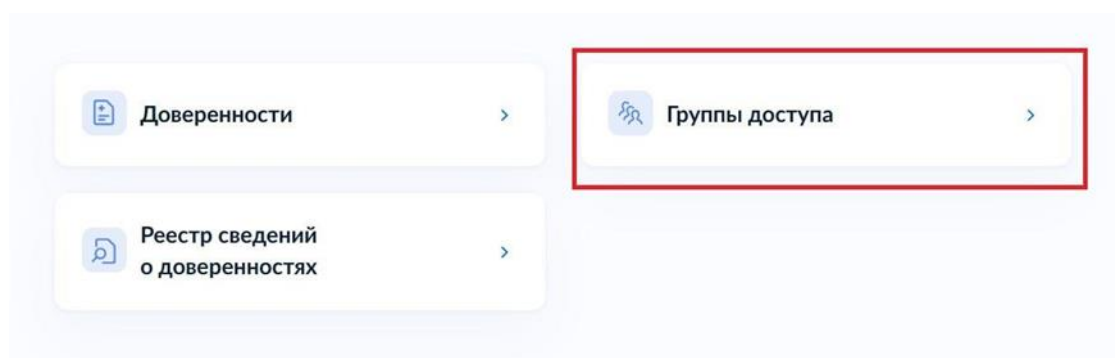 Доверенности
Группы доступа
Реестр сведений
о доверенностях